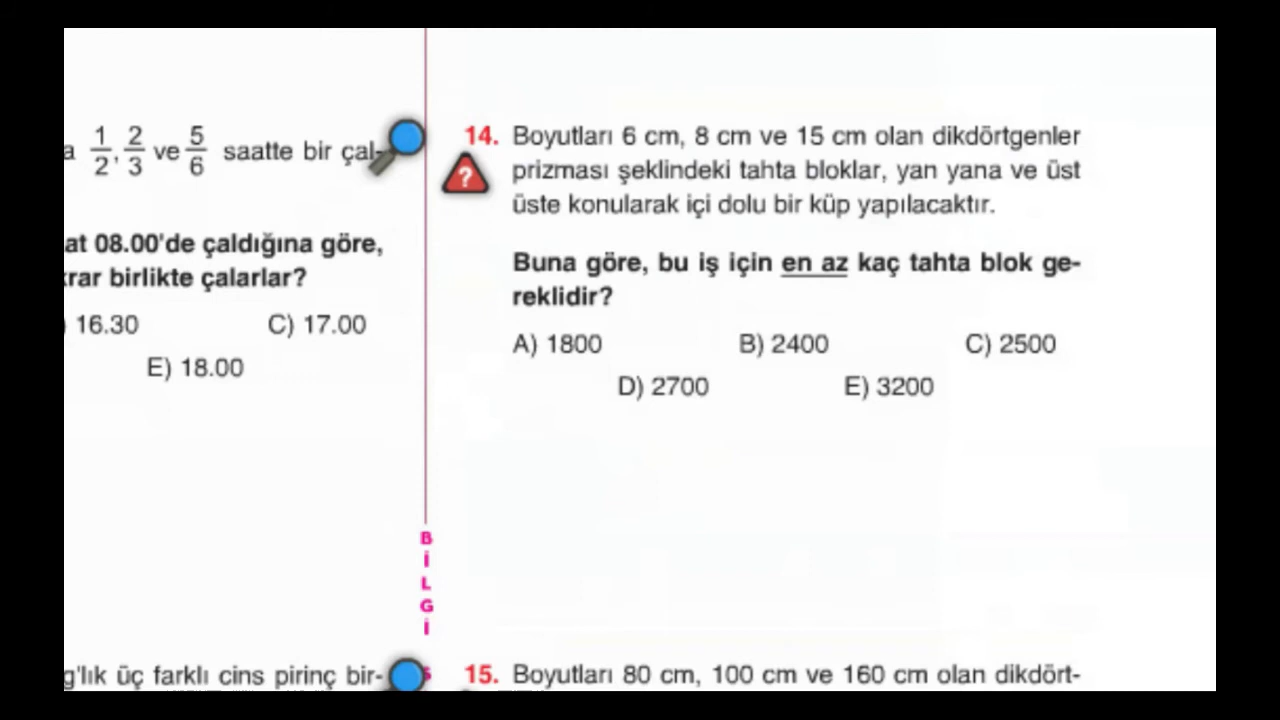 a 1/2, 2/3 ve 5/6 saatte bir çal-
at 08.00'de çaldığına göre,
rar birlikte çalarlar?
) 16.30 C) 17.00
E) 18.00
g'lık üç farklı cins pirinç bir-
B
İ
L
G
İ
14. Boyutları 6 cm, 8 cm ve 15 cm olan dikdörtgenler
? prizması şeklindeki tahta bloklar, yan yana ve üst
üste konularak içi dolu bir küp yapılacaktır.
Buna göre, bu iş için en az kaç tahta blok ge-
reklidir?
A) 1800 B) 2400 C) 2500
D) 2700 E) 3200
15. Boyutları 80 cm, 100 cm ve 160 cm olan dikdört-